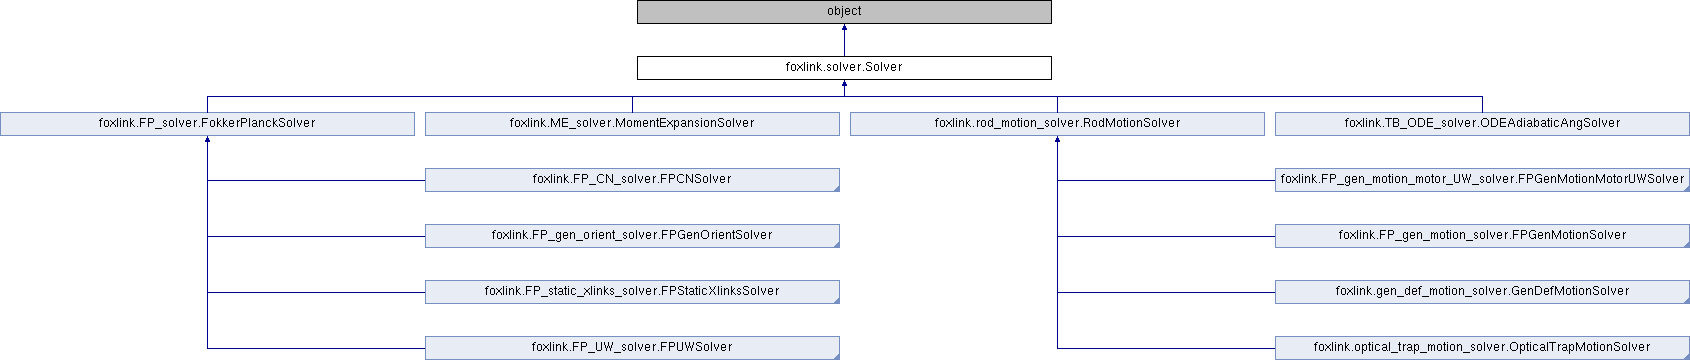 object
foxlink.solver.Solver
foxlink.FP_solver.FokkerPlanckSolver
foxlink.ME_solver.MomentExpansionSolver
foxlink.rod_motion_solver.RodMotionSolver
foxlink.TB_ODE_solver.ODEAdiabaticAngSolver
foxlink.FP_CN_solver.FPCNSolver
foxlink.FP_gen_motion_motor_UW_solver.FPGenMotionMotorUWSolver
foxlink.FP_gen_orient_solver.FPGenOrientSolver
foxlink.FP_gen_motion_solver.FPGenMotionSolver
foxlink.FP_static_xlinks_solver.FPStaticXlinksSolver
foxlink.gen_def_motion_solver.GenDefMotionSolver
foxlink.FP_UW_solver.FPUWSolver
foxlink.optical_trap_motion_solver.OpticalTrapMotionSolver